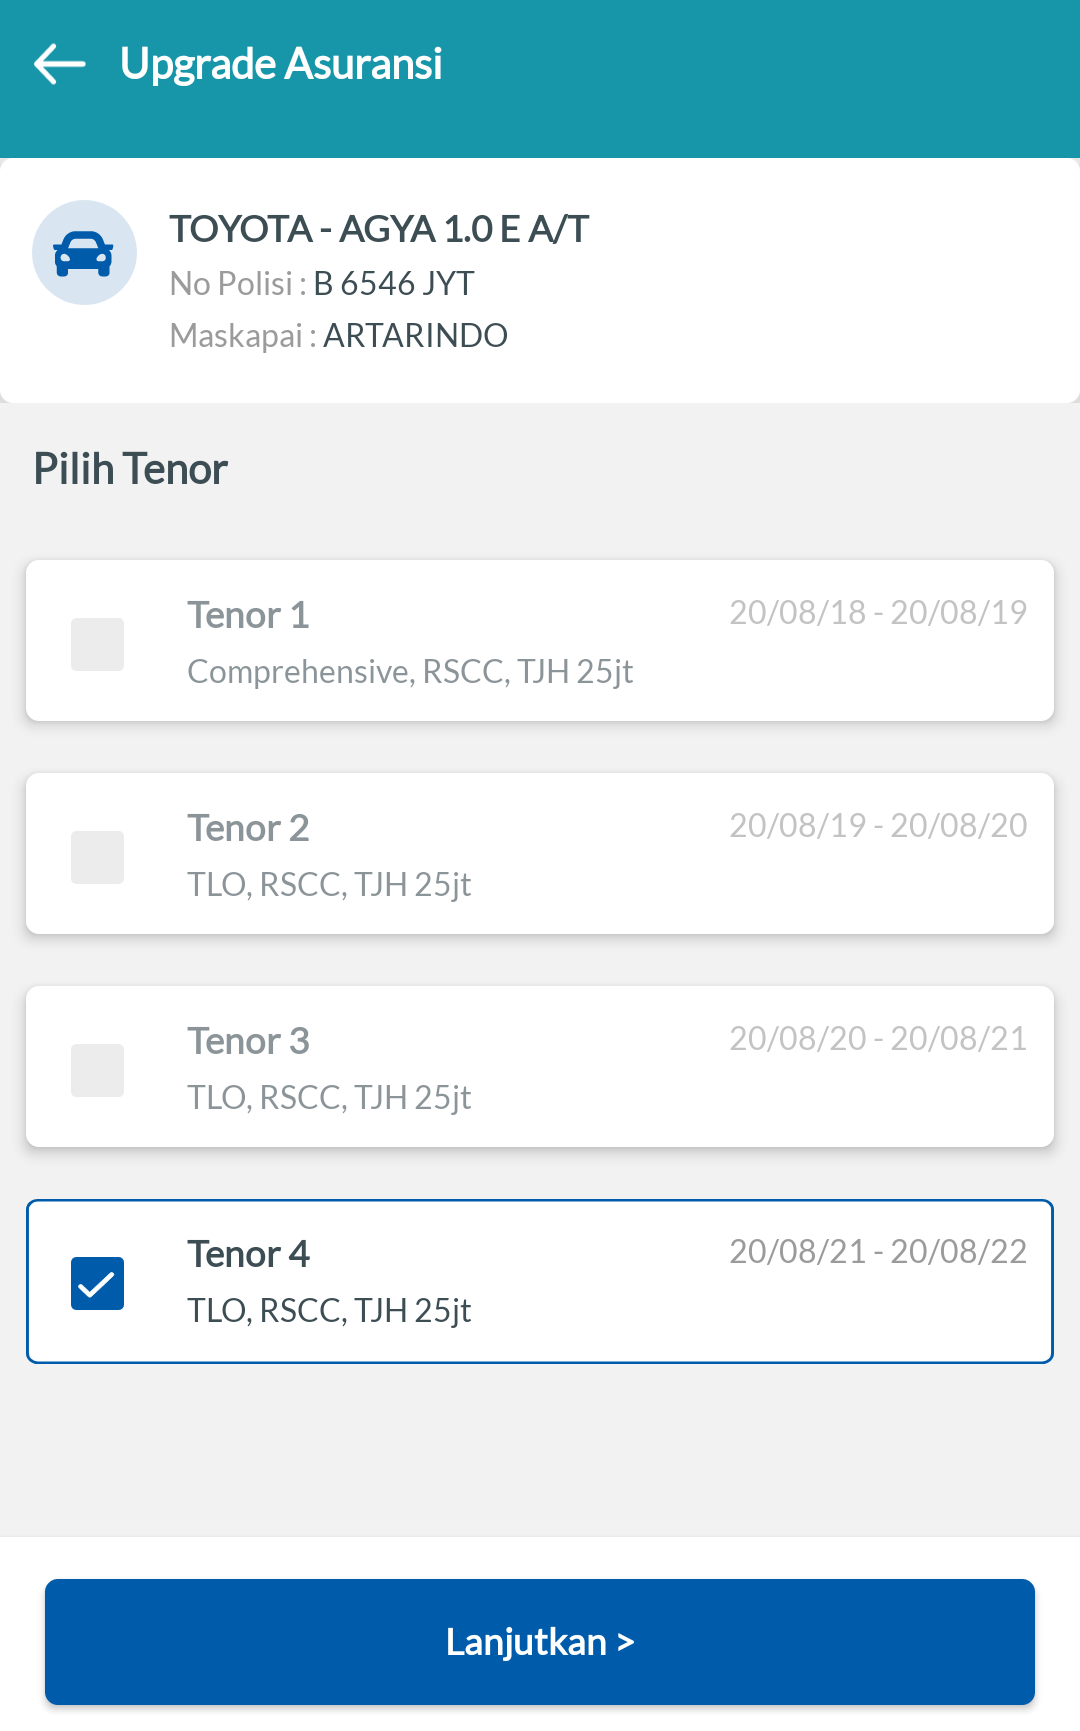 Upgrade Asuransi
TOYOTA - AGYA 1.0 E A/T
No Polisi : B 6546 JYT
Maskapai : ARTARINDO
Pilih Tenor
Tenor 1 20/08/18 - 20/08/19
Comprehensive, RSCC, TJH 25jt
Tenor 2 20/08/19 - 20/08/20
TLO, RSCC, TJH 25jt
Tenor 3 20/08/20 - 20/08/21
TLO, RSCC, TJH 25jt
Tenor 4 20/08/21 - 20/08/22
TLO, RSCC, TJH 25jt
Lanjutkan >